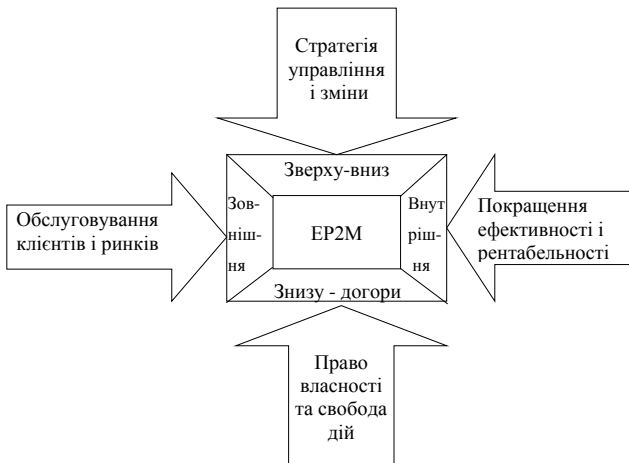 Стратегія
управління
і зміни
Зверху-вниз
Обслуговування
клієнтів і ринків
Зов-
ніш-
ня
EP2M
Внут
ріш-
ня
Покращення
ефективності і
рентабельності
Знизу - догори
Право
власності
та свобода
дій